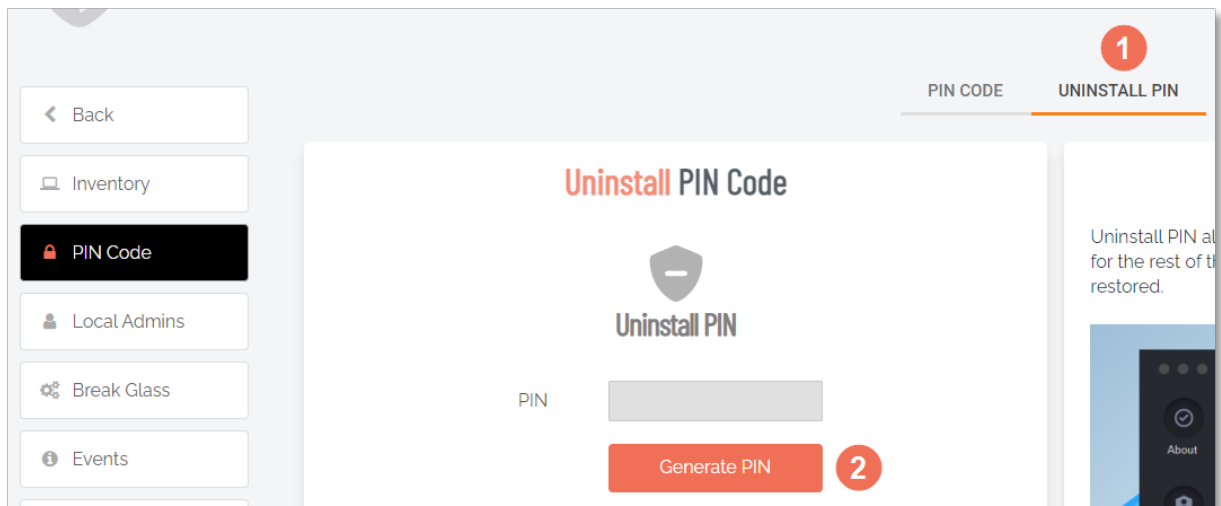 1
PIN CODE
UNINSTALL PIN
Back
Inventory
PIN Code
Local Admins
Break Glass
Events
Uninstall PIN Code
Uninstall PIN
PIN
Generate PIN
2
Uninstall PIN al
for the rest of
restored.
About